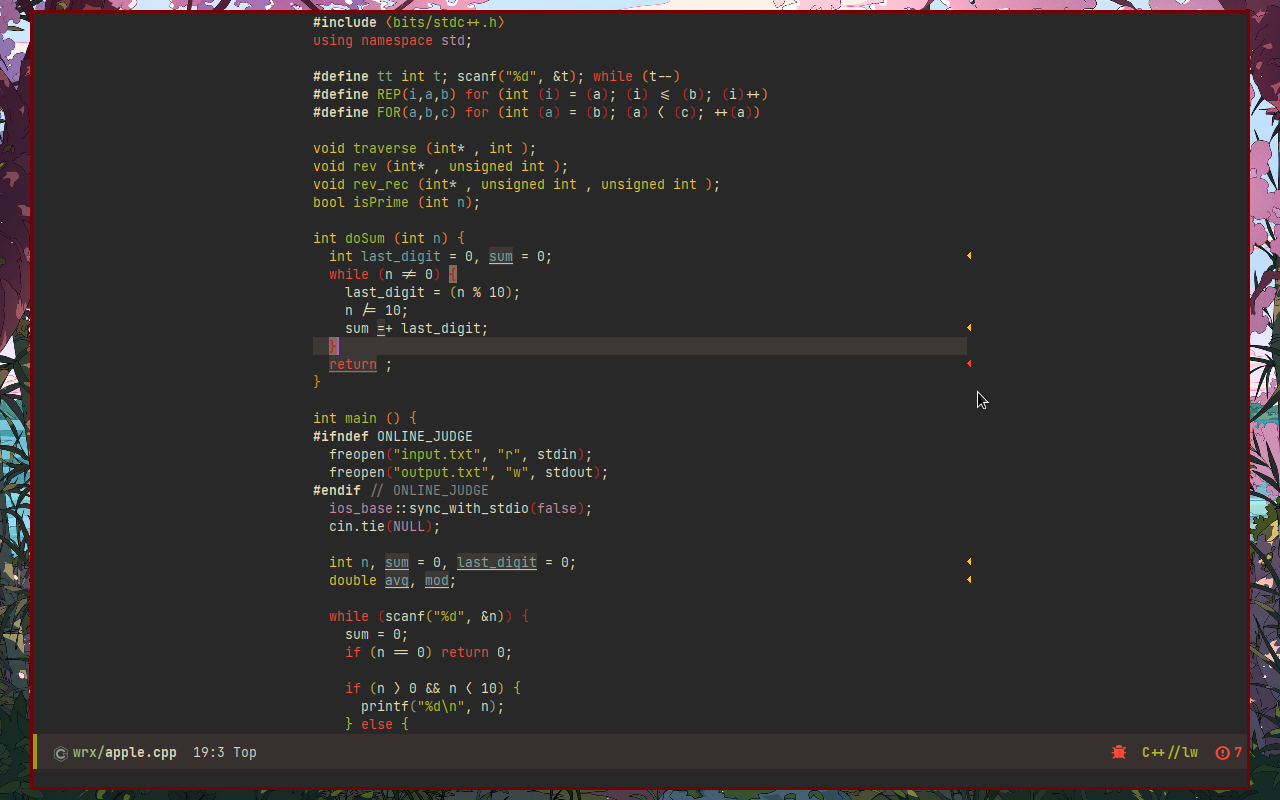 #include <bits/stdc++.h>
using namespace std;
#define tt int t; scanf("%d", &t); while (t--)
#define REP(i,a,b) for (int (i) = (a); (i) <= (b); (i)++)
#define FOR(a,b,c) for (int (a) = (b); (a) < (c); ++(a))
void traverse (int* , int );
void rev (int* , unsigned int );
void rev_rec (int* , unsigned int , unsigned int );
bool isPrime (int n);
int doSum (int n) {
int last_digit = 0, sum = 0;
while (n != 0) {
last_digit = (n % 10);
n /= 10;
sum =+ last_digit;
}
return ;
}
int main () {
#ifndef ONLINE_JUDGE
freopen("input.txt", "r", stdin);
freopen("output.txt", "w", stdout);
#endif // ONLINE_JUDGE
ios_base::sync_with_stdio(false);
cin.tie(NULL);
int n, sum = 0, last_digit = 0;
double avg, mod;
while (scanf("%d", &n)) {
sum = 0;
if (n == 0) return 0;
if (n > 0 && n < 10) {
printf("%d\n", n);
} else {
wrx/apple.cpp 19:3 Top C++//lw 7